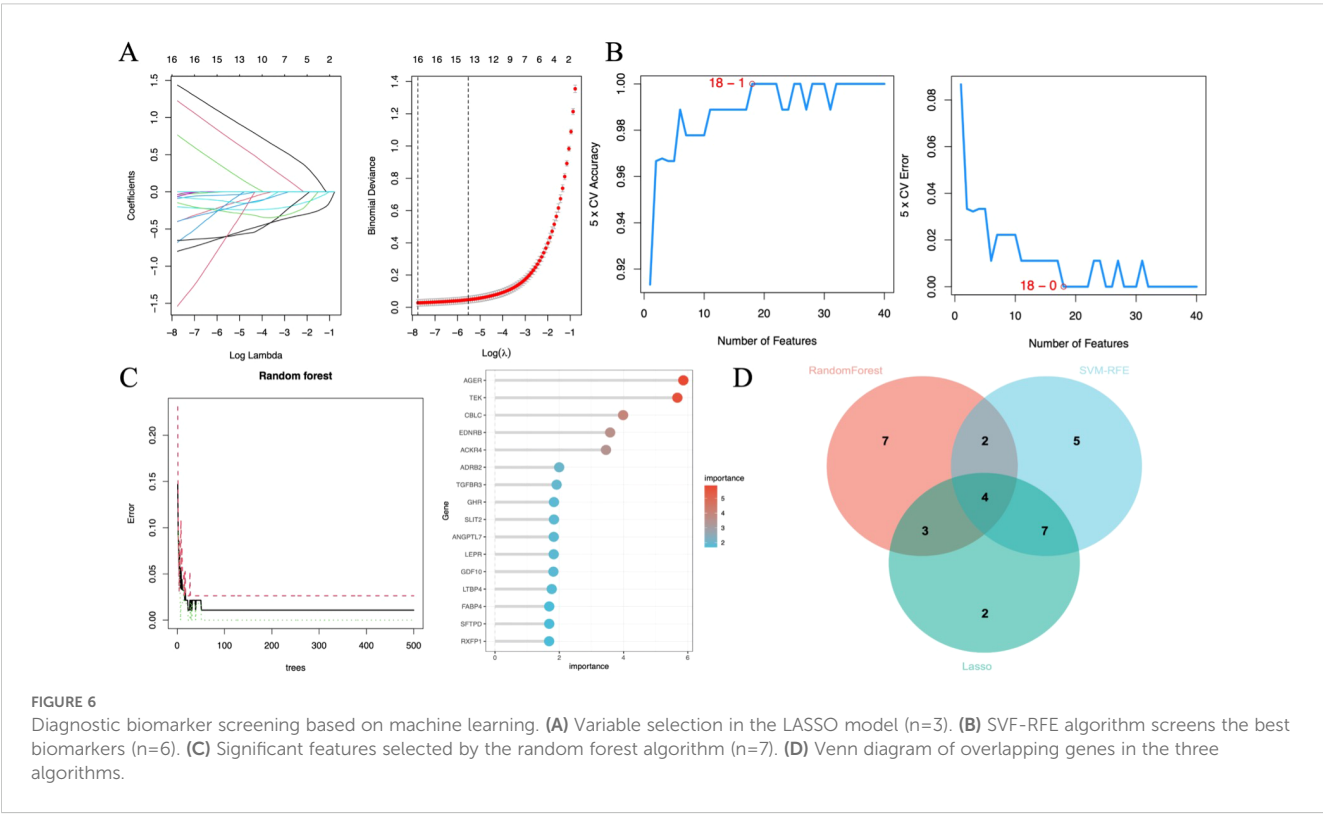 A
16 16 15 13 10 7 5 2
1.5
1.0
0.5
0.0
−0.5
−1.0
−1.5
Coefficients
−8 −7 −6 −5 −4 −3 −2 −1
Log Lambda
16 16 15 13 12 9 7 6 4 2
1.4
1.2
1.0
0.8
0.6
0.4
0.2
0.0
Binomial Deviance
−8 −7 −6 −5 −4 −3 −2 −1
Log(λ)
B
18 − 1
1.00
0.98
0.96
0.94
0.92
5 x CV Accuracy
0 10 20 30 40
Number of Features
0.08
0.06
0.04
0.02
0.00
5 x CV Error
18 − 0
0 10 20 30 40
Number of Features
C
Random forest
0.20
0.15
0.10
0.05
0.00
Error
0 100 200 300 400 500
trees
AGER
TEK
CBLC
EDNRB
ACKR4
ADRB2
TGFBR3
GHR
SLIT2
ANGPTL7
LEPR
GDF10
LTBP4
FABP4
SFTPD
RXFP1
Gene
0 2 4 6
importance
importance
5
4
3
2
D
RandomForest
SVM-RFE
7 2 5
4
3 7
2
Lasso
FIGURE 6
Diagnostic biomarker screening based on machine learning. (A) Variable selection in the LASSO model (n=3). (B) SVF-RFE algorithm screens the best
biomarkers (n=6). (C) Significant features selected by the random forest algorithm (n=7). (D) Venn diagram of overlapping genes in the three
algorithms.